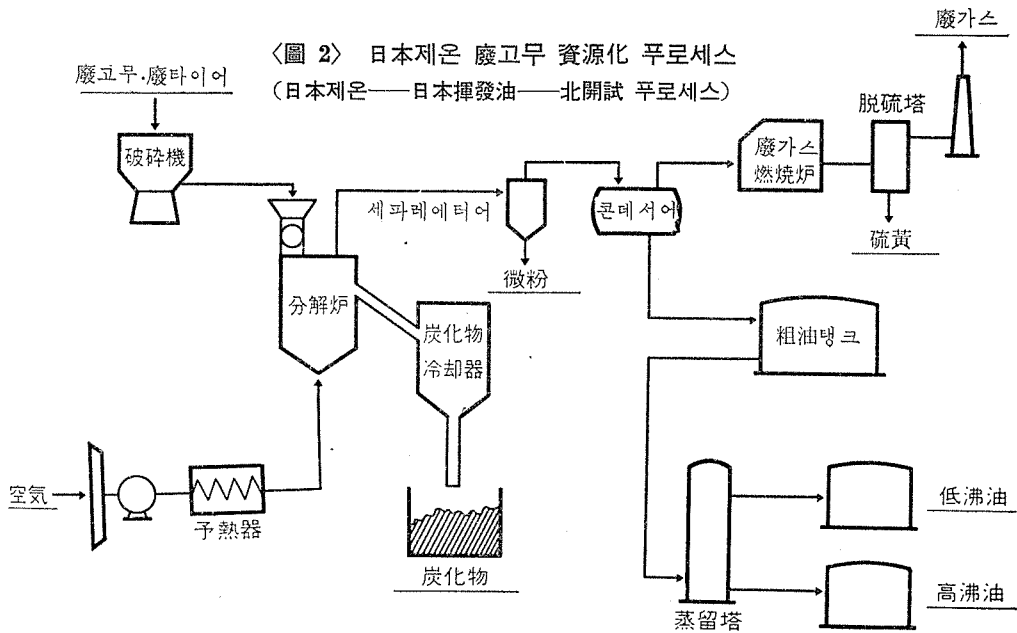 廢가스
〈圖 2〉 日本제온 廢고무 資源化 푸로세스
(日本제온——日本揮發油——北開試 푸로세스)
廢고무·廢타이어
破碎機
脱硫塔
廢가스
燃燒炉
세파레에터어
콘데서어
硫黃
微粉
分解炉
炭化物
冷却器
粗油탱크
空気
予熱器
低沸油
炭化物
高沸油
蒸留塔